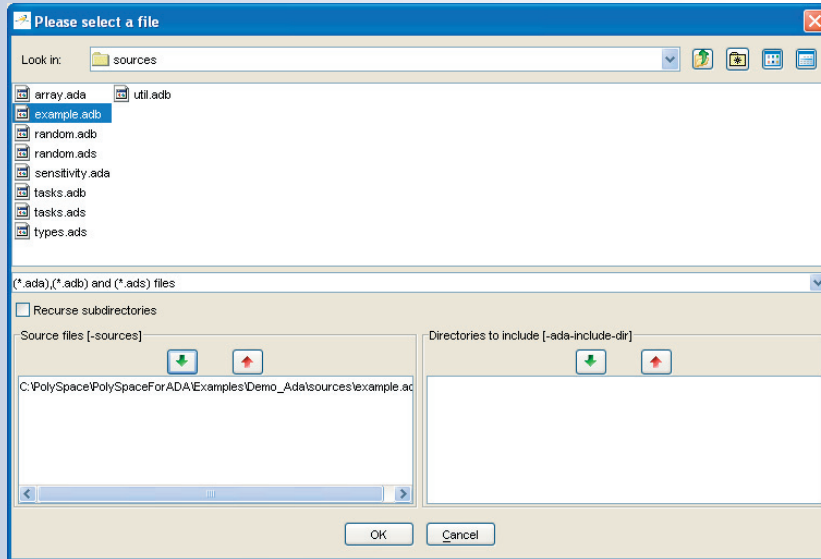 Please select a file
Look in: sources
array.ada util.adb
example.adb
random.adb
random.ads
sensitivity.ada
tasks.adb
tasks.ads
types.ads
(*.ada),(*.adb) and (*.ads) files
Recurse subdirectories
Source files [-sources] Directories to include [-ada-include-dir]
C:\PolySpace\PolySpaceForADA\Examples\Demo_Ada\sources\example.ad
OK Cancel